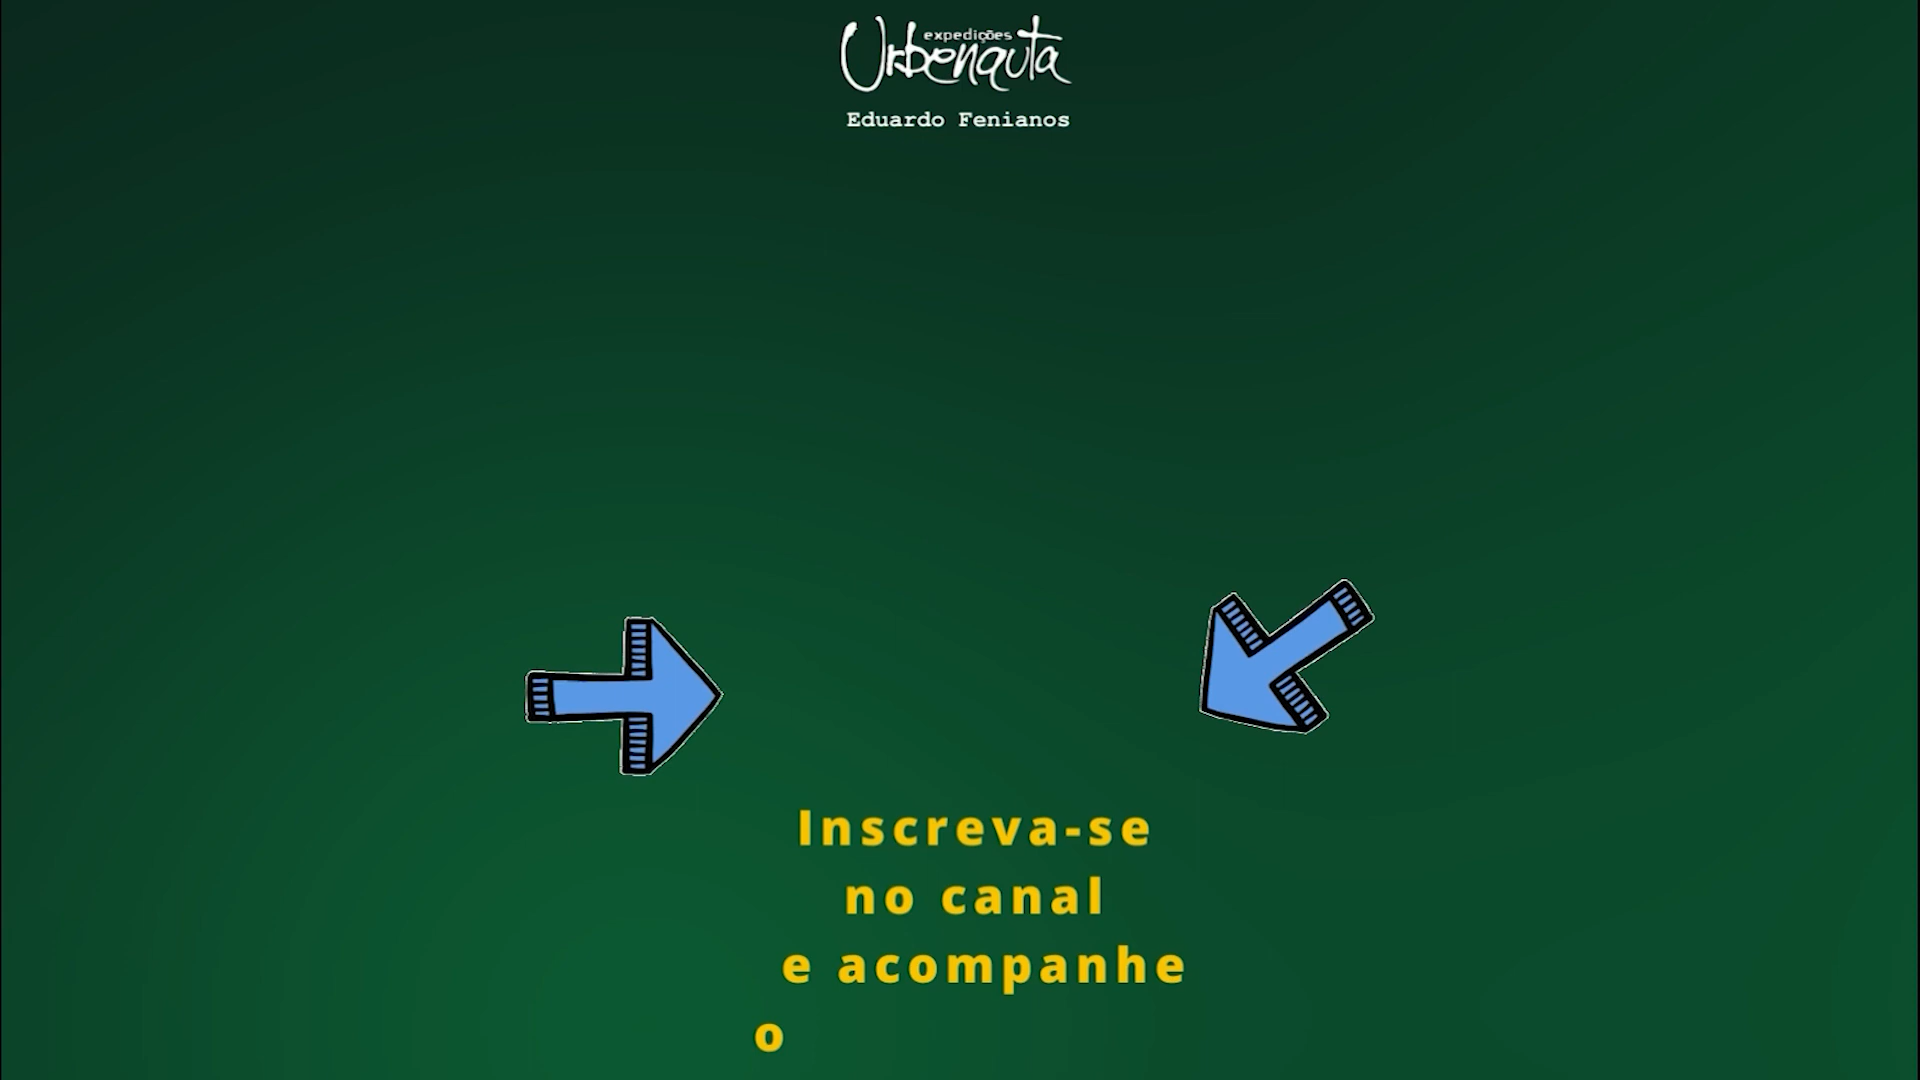 expedições
Urbenauta
Eduardo Fenianos
Inscreva-se
no canal
e acompanhe
o